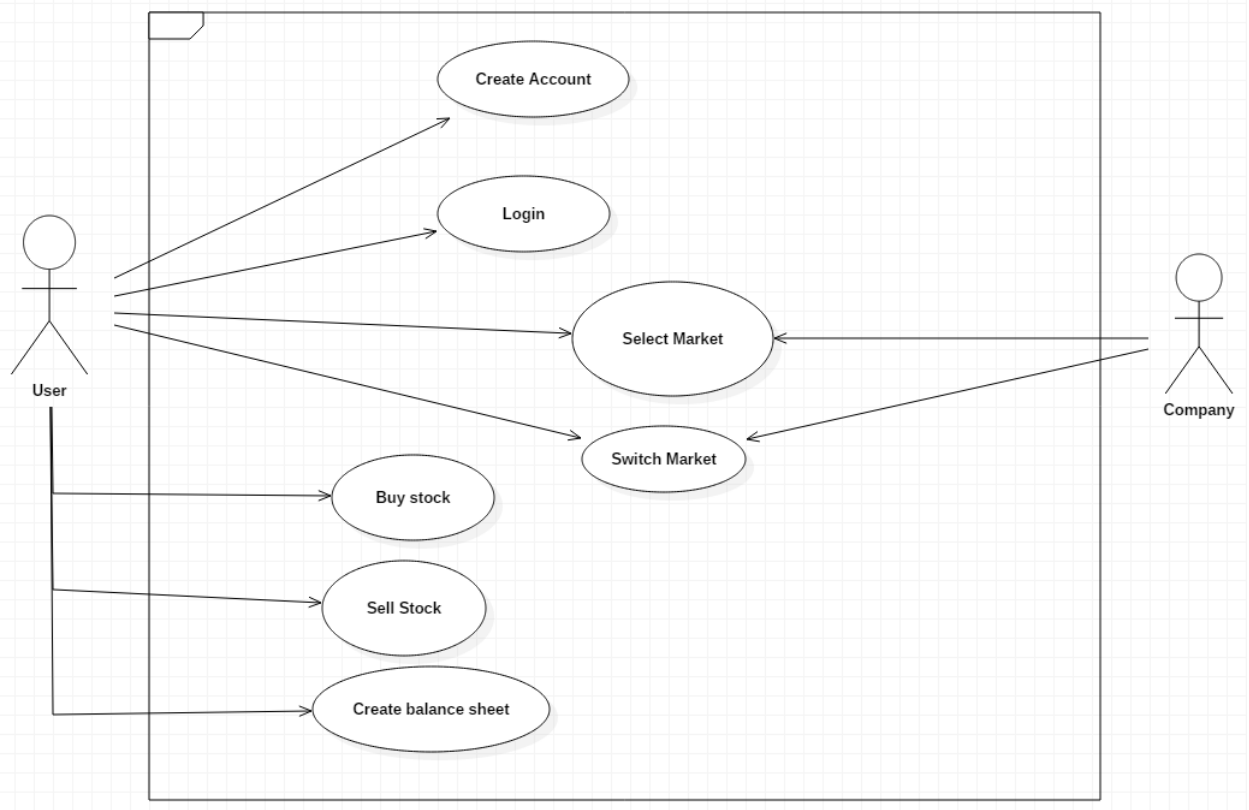 Create Account
Login
Select Market
User
Company
Switch Market
Buy stock
Sell Stock
Create balance sheet